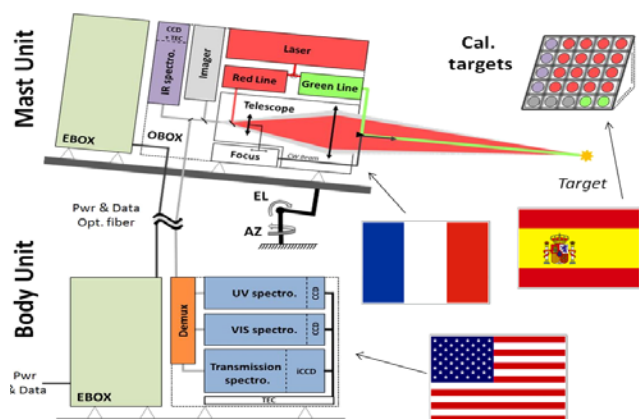 Mast Unit
EBOX
CCD
+ TEC
IR spectro.
Imager
OBOX
Laser
Red Line
Green Line
Telescope
Focus
CW beam
Cal.
targets
Target
EL
AZ
Pwr & Data
Opt. fiber
Body Unit
EBOX
Pwr
& Data
Demux
UV spectro.
CCD
VIS spectro.
CCD
Transmission
spectro.
iCCD
TEC